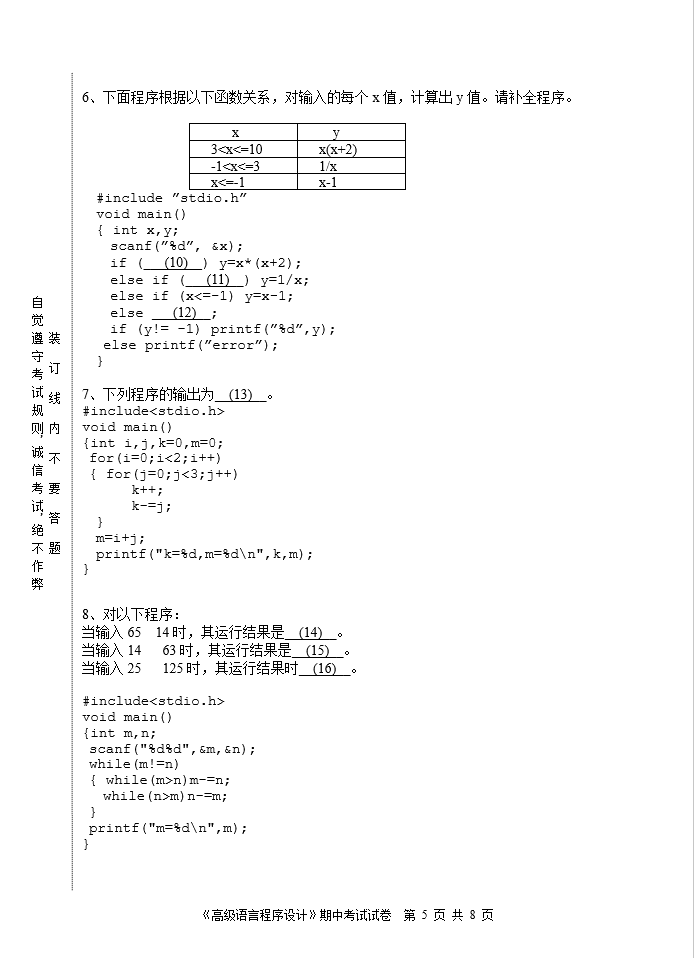 6、下面程序根据以下函数关系，对输入的每个 x 值，计算出 y 值。请补全程序。
x y
3<x<=10 x(x+2)
-1<x<=3 1/x
x<=-1 x-1
#include ”stdio.h”
void main()
{ int x,y;
scanf(”%d”, &x);
if ( (10) ) y=x*(x+2);
else if ( (11) ) y=1/x;
else if (x<=-1) y=x-1;
else (12) ;
if (y!= -1) printf(”%d”,y);
else printf(”error”);
}
7、下列程序的输出为 (13) 。
#include<stdio.h>
void main()
{int i,j,k=0,m=0;
for(i=0;i<2;i++)
{ for(j=0;j<3;j++)
k++;
k-=j;
}
m=i+j;
printf("k=%d,m=%d\n",k,m);
}
8、对以下程序:
当输入 65 14 时，其运行结果是 (14) 。
当输入 14 63 时，其运行结果是 (15) 。
当输入 25 125 时，其运行结果时 (16) 。
#include<stdio.h>
void main()
{int m,n;
scanf("%d%d",&m,&n);
while(m!=n)
{ while(m>n)m-=n;
while(n>m)n-=m;
}
printf("m=%d\n",m);
}
自觉遵守考试规则,诚信考试,绝不作弊
装订线内不要答题
《高级语言程序设计》期中考试试卷 第 5 页 共 8 页